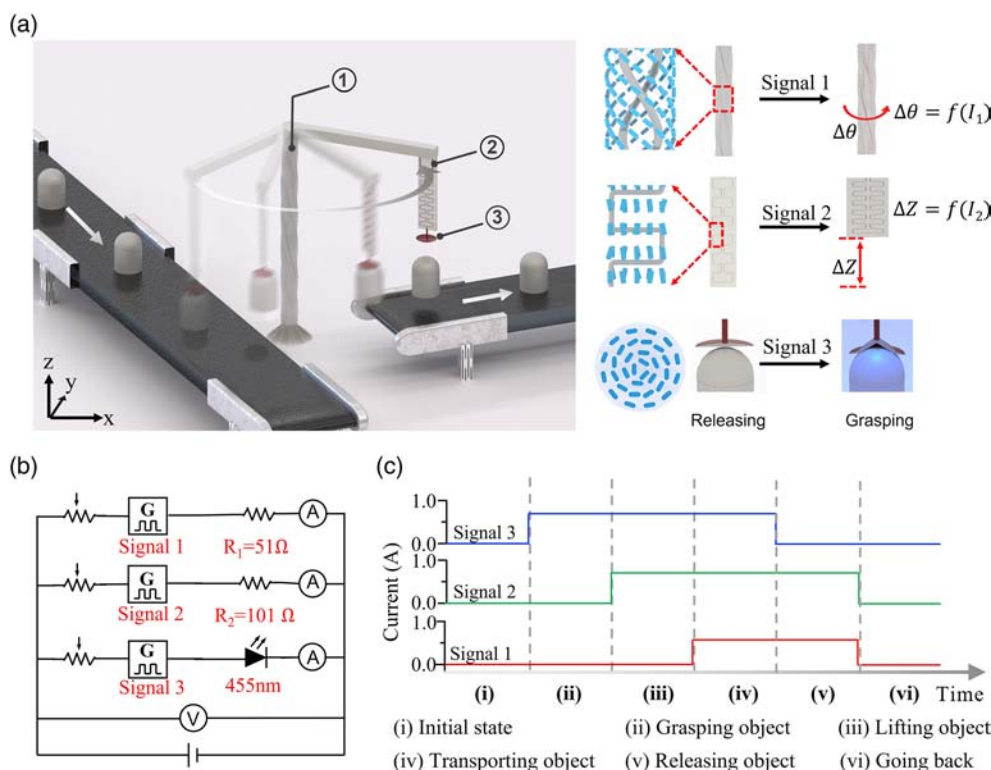 (a)
①
②
③
z
y
x
Signal 1
Δθ
Δθ = f(I₁)
Signal 2
ΔZ = f(I₂)
ΔZ
Signal 3
Releasing
Grasping
(b)
G
Signal 1
R₁=51Ω
A
G
Signal 2
R₂=101 Ω
A
G
Signal 3
455nm
A
V
(c)
Current (A)
1.0
Signal 3
0.0
1.0
Signal 2
0.0
1.0
Signal 1
0.0
(i) (ii) (iii) (iv) (v) (vi) Time
(i) Initial state (ii) Grasping object (iii) Lifting object
(iv) Transporting object (v) Releasing object (vi) Going back